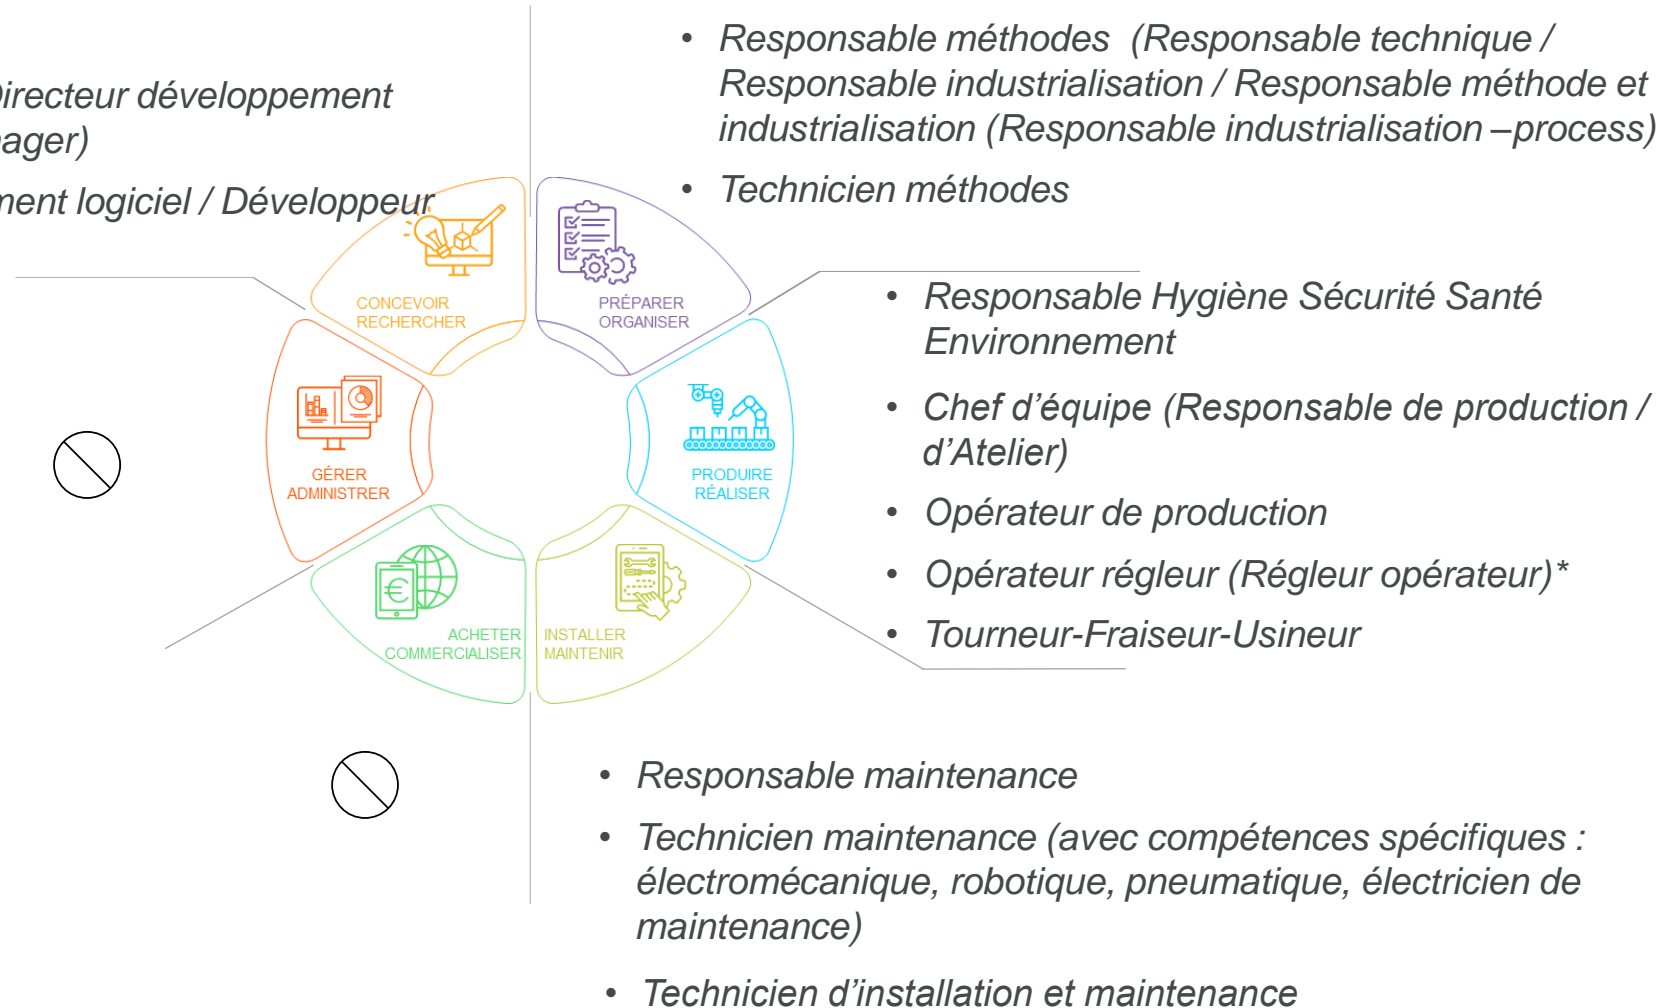 • Responsable méthodes (Responsable technique /
Responsable industrialisation / Responsable méthode et
industrialisation (Responsable industrialisation –process)
• Technicien méthodes
Directeur développement
ager)
ment logiciel / Développeur
CONCEVOIR
RECHERCHER
PRÉPARER
ORGANISER
• Responsable Hygiène Sécurité Santé
Environnement
• Chef d’équipe (Responsable de production /
d’Atelier)
• Opérateur de production
• Opérateur régleur (Régleur opérateur)*
• Tourneur-Fraiseur-Usineur
GÉRER
ADMINISTRER
PRODUIRE
RÉALISER
€
ACHETER
COMMERCIALISER
INSTALLER
MAINTENIR
• Responsable maintenance
• Technicien maintenance (avec compétences spécifiques :
électromécanique, robotique, pneumatique, électricien de
maintenance)
• Technicien d’installation et maintenance